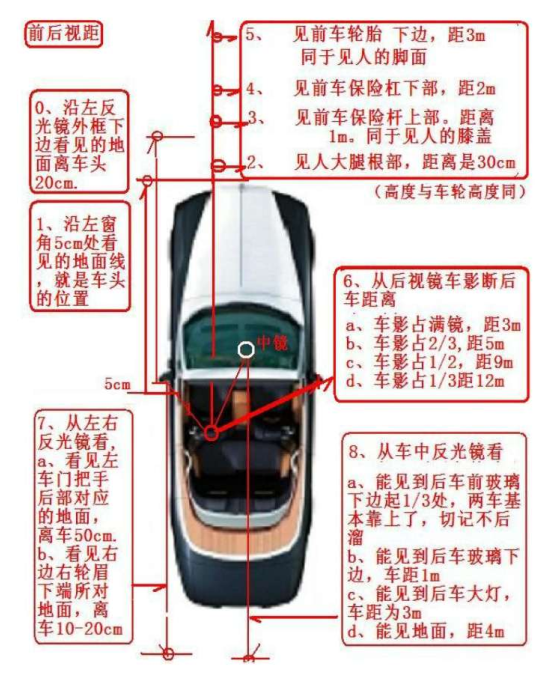 前后视距
5、 见前车轮胎 下边，距3m
同于见人的脚面
4、 见前车保险杠下部，距2m
3、 见前车保险杆上部。距离
1m。同于见人的膝盖
2、 见人大腿根部，距离是30cm
（高度与车轮高度同）
0、沿左反
光镜外框下
边看见的地
面离车头
20cm.
1、沿左窗
角5cm处看
见的地面线
，就是车头
的位置
6、从后视镜车影断后
车距离
a、车影占满镜，距3m
b、车影占2/3,距5m
c、车影占1/2，距9m
d、车影占1/3距12m
中镜
5cm
7、从左右
反光镜看，
a、看见左
车门把手
后部对应
的地面，
离车50cm.
b、看见右
边右轮眉
下端所对
地面，离
车10-20cm
8、从车中反光镜看
a、能见到后车前玻璃
下边起1/3处，两车基
本靠上了，切记不后
溜
b、能见到后车玻璃下
边，车距1m
c、能见到后车大灯，
车距为3m
d、能见地面，距4m